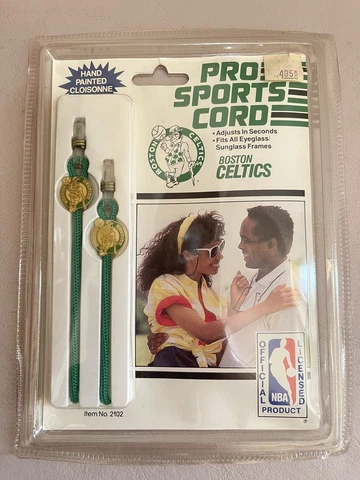 HAND
PAINTED
CLOISONNE
PRO
SPORTS
CORD
495
• Adjusts In Seconds
• Fits All Eyeglass/
Sunglass Frames
BOSTON CELTICS
BOSTON
CELTICS
OFFICIAL LICENSED
NBA
PRODUCT
Item No. 2102